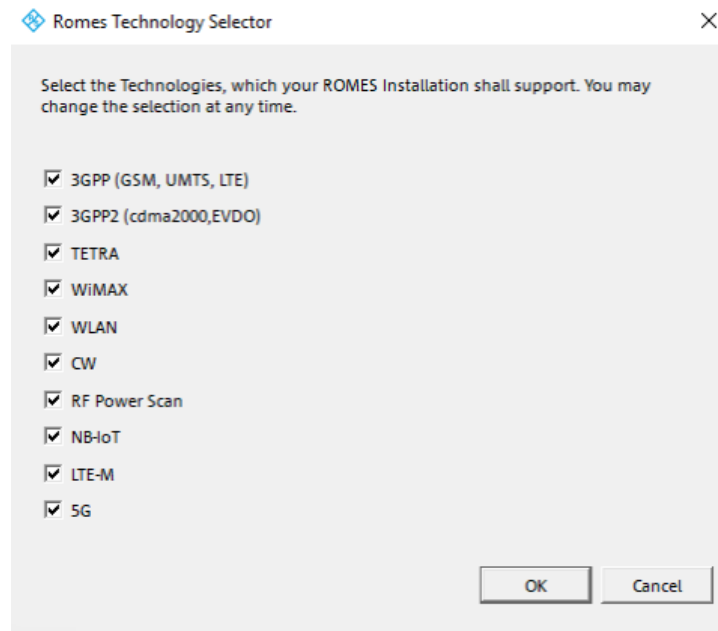 Romes Technology Selector
Select the Technologies, which your ROMES Installation shall support. You may
change the selection at any time.
3GPP (GSM, UMTS, LTE)
3GPP2 (cdma2000,EVDO)
TETRA
WiMAX
WLAN
CW
RF Power Scan
NB-IoT
LTE-M
5G
OK Cancel